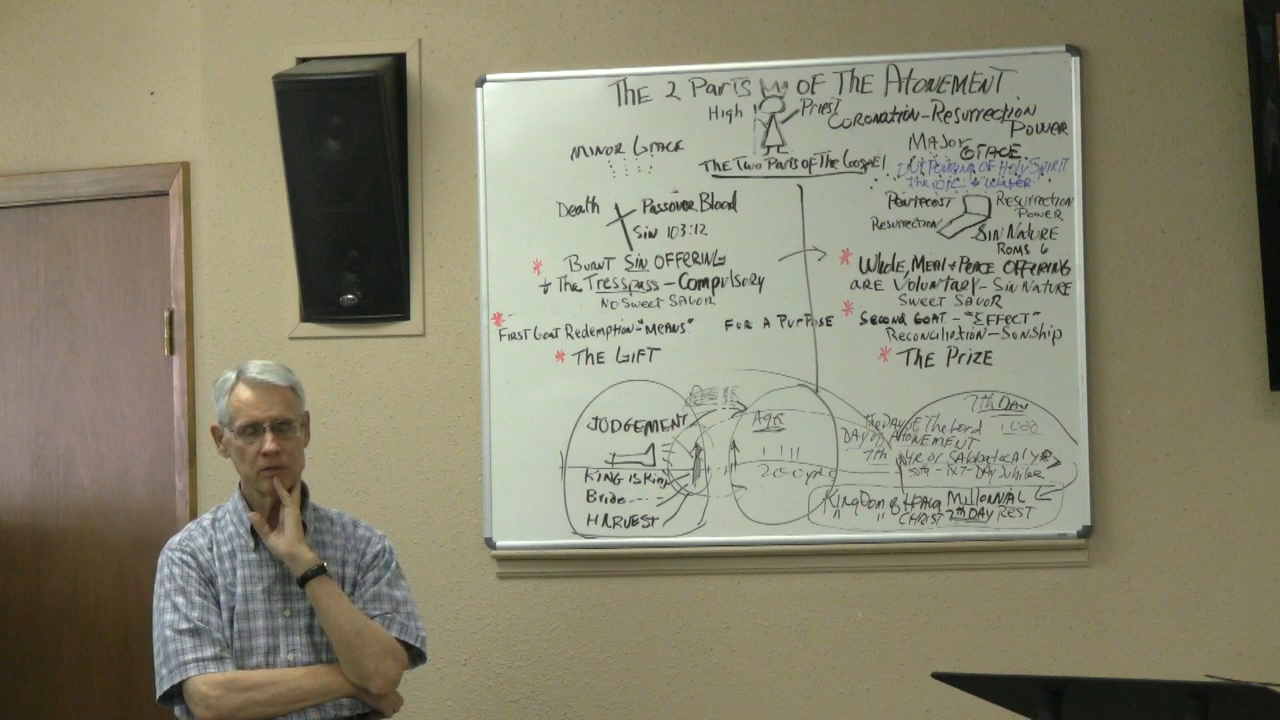 THE 2 PARTS OF THE ATONEMENT
High PRIEST
CORONATION-RESURRECTION
POWER
MINOR GRACE
MAJOR
GRACE
THE TWO PARTS OF THE GOSPEL
OUTPOURING OF HOLY SPIRIT
Death PASSOVER BLOOD
Sin 103:12
PENTECOST
RESURRECTION
RESURRECTION
POWER
SIN NATURE
ROMS 6
* BURNT SIN OFFERING
+ THE TRESSPASS - COMPULSORY
NO SWEET SAVOR
* WHOLE, MEAL + PEACE OFFERING
ARE VOLUNTARY - SIN NATURE
SWEET SAVOR
* FIRST GOAT REDEMPTION-"MEANS" FOR A PURPOSE
* SECOND GOAT - "EFFECT"
RECONCILIATION - SONSHIP
* THE GIFT
* THE PRIZE
JUDGEMENT
KING IS
Bride
HARVEST
AGE
2000 yrs
7th DAY
1000
THE DAY OF THE LORD
DAY OF ATONEMENT
7th
Jubilee
KINGDOM OF
CHRIST 7th DAY REST